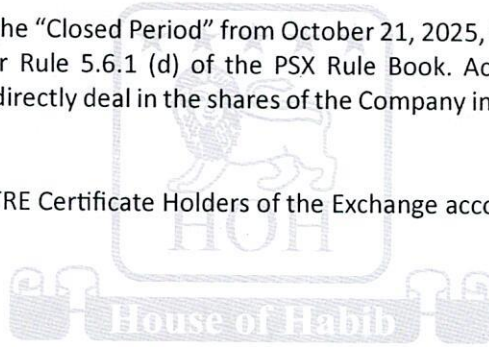 he “Closed Period” from October 21, 2025,
r Rule 5.6.1 (d) of the PSX Rule Book. Ac
directly deal in the shares of the Company in
TRE Certificate Holders of the Exchange acco
HOH
House of Habib